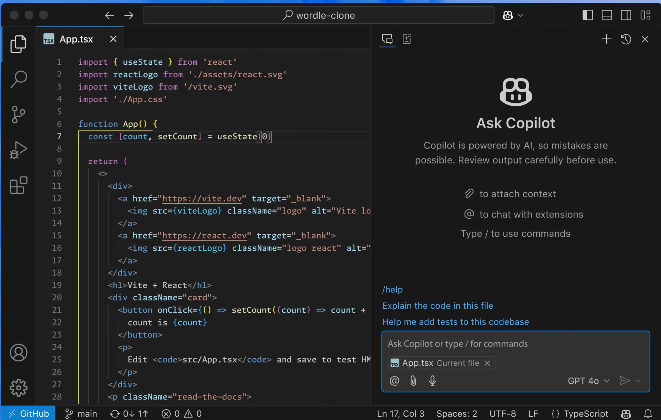 wordle-clone
App.tsx
1 import { useState } from 'react'
2 import reactLogo from './assets/react.svg'
3 import viteLogo from '/vite.svg'
4 import './App.css'
5
6 function App() {
7 const [count, setCount] = useState(0)
8
9 return (
10 <>
11 <div>
12 <a href="https://vite.dev" target="_blank">
13 <img src={viteLogo} className="logo" alt="Vite lo
14 </a>
15 <a href="https://react.dev" target="_blank">
16 <img src={reactLogo} className="logo react" alt="
17 </a>
18 </div>
19 <h1>Vite + React</h1>
20 <div className="card">
21 <button onClick={() => setCount((count) => count +
22 count is {count}
23 </button>
24 <p>
25 Edit <code>src/App.tsx</code> and save to test HM
26 </p>
27 </div>
28 <p className="read-the-docs">
Ask Copilot
Copilot is powered by AI, so mistakes are
possible. Review output carefully before use.
to attach context
@ to chat with extensions
Type / to use commands
/help
Explain the code in this file
Help me add tests to this codebase
Ask Copilot or type / for commands
App.tsx Current file
@ GPT 4o
GitHub main 0↓ 1↑ 0 0 Ln 17, Col 3 Spaces: 2 UTF-8 LF {} TypeScript